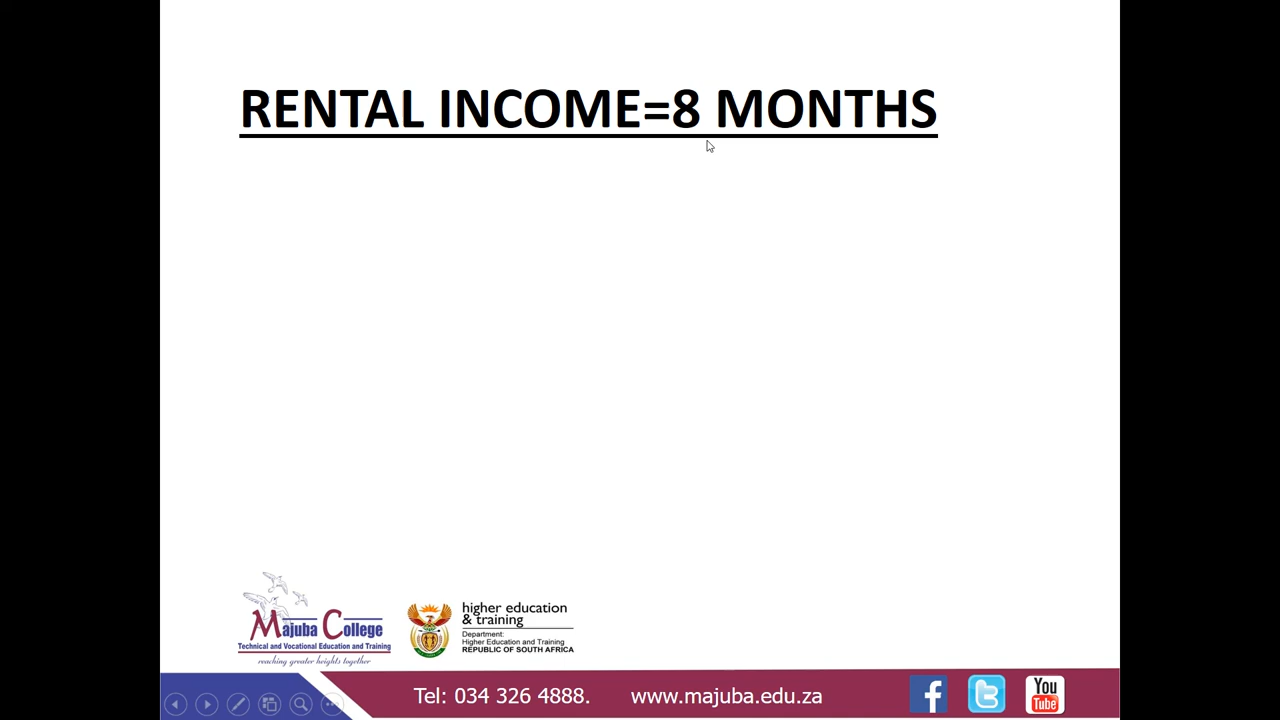 RENTAL INCOME=8 MONTHS
Majuba College
Technical and Vocational Education and Training
reaching greater heights together
higher education
& training
Department:
Higher Education and Training
REPUBLIC OF SOUTH AFRICA
Tel: 034 326 4888. www.majuba.edu.za
You
Tube